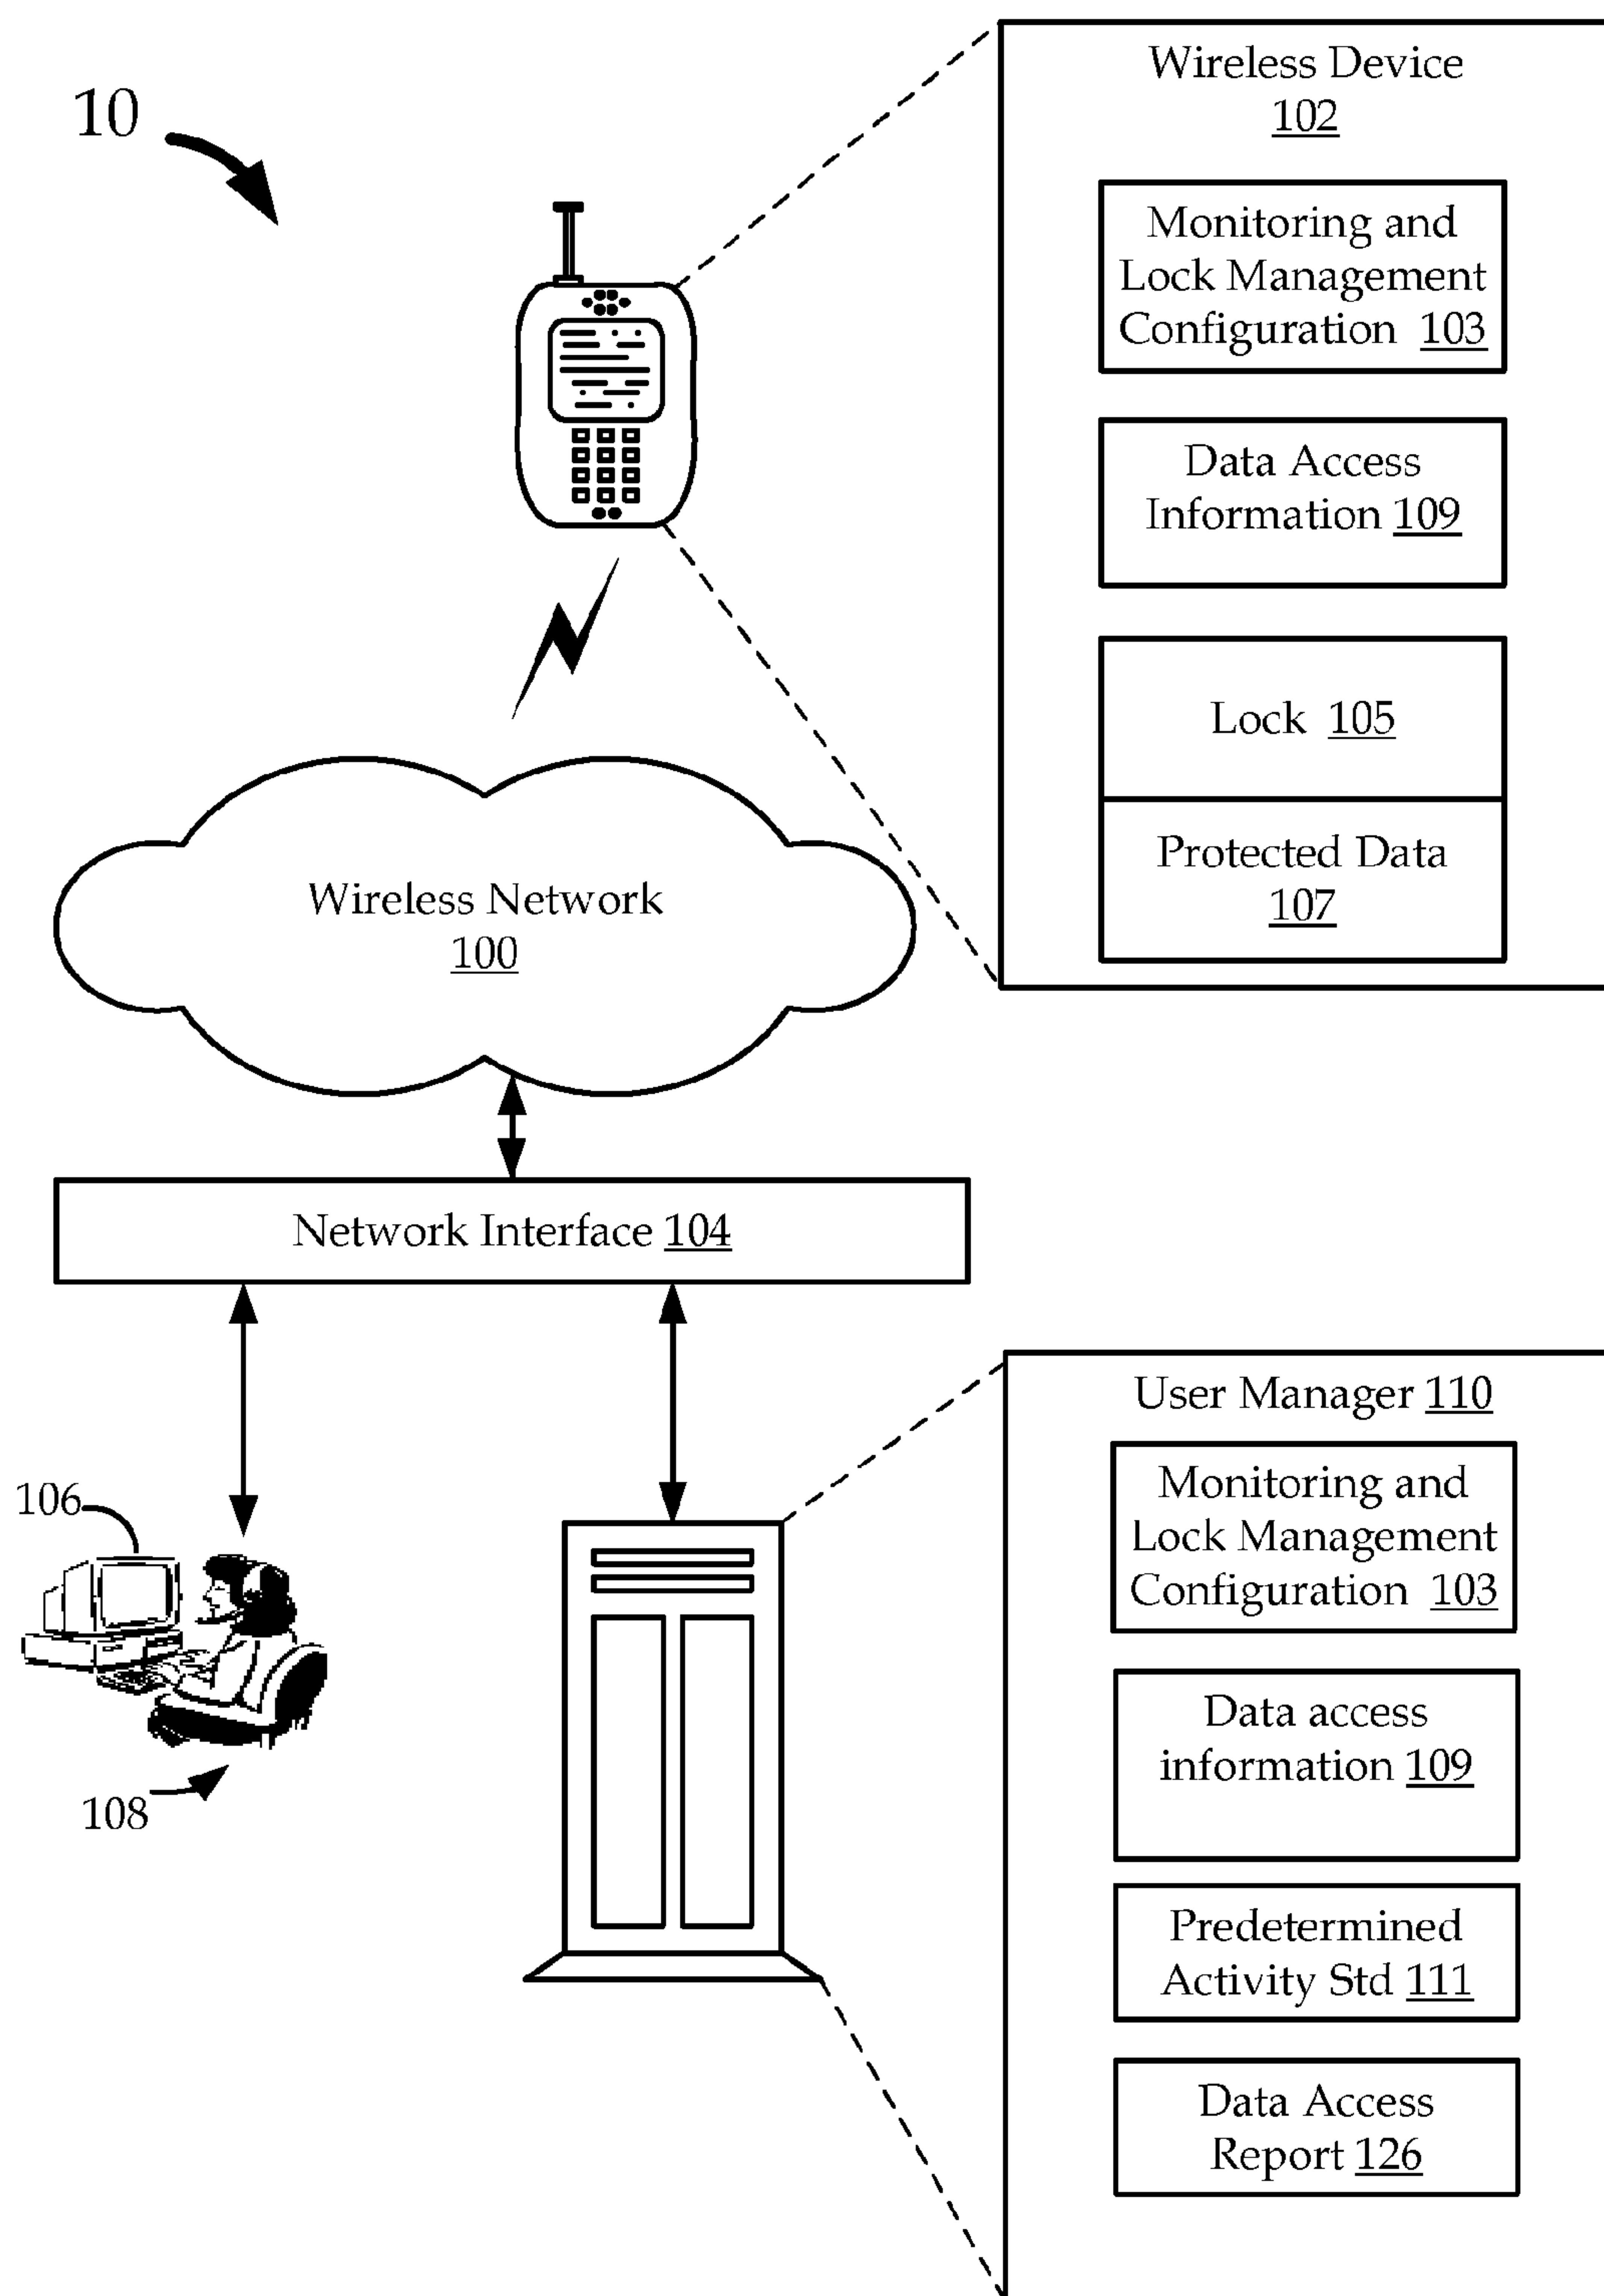 10
Wireless Device
102
Monitoring and
Lock Management
Configuration 103
Data Access
Information 109
Lock 105
Protected Data
107
Wireless Network
100
Network Interface 104
106
108
User Manager 110
Monitoring and
Lock Management
Configuration 103
Data access
information 109
Predetermined
Activity Std 111
Data Access
Report 126